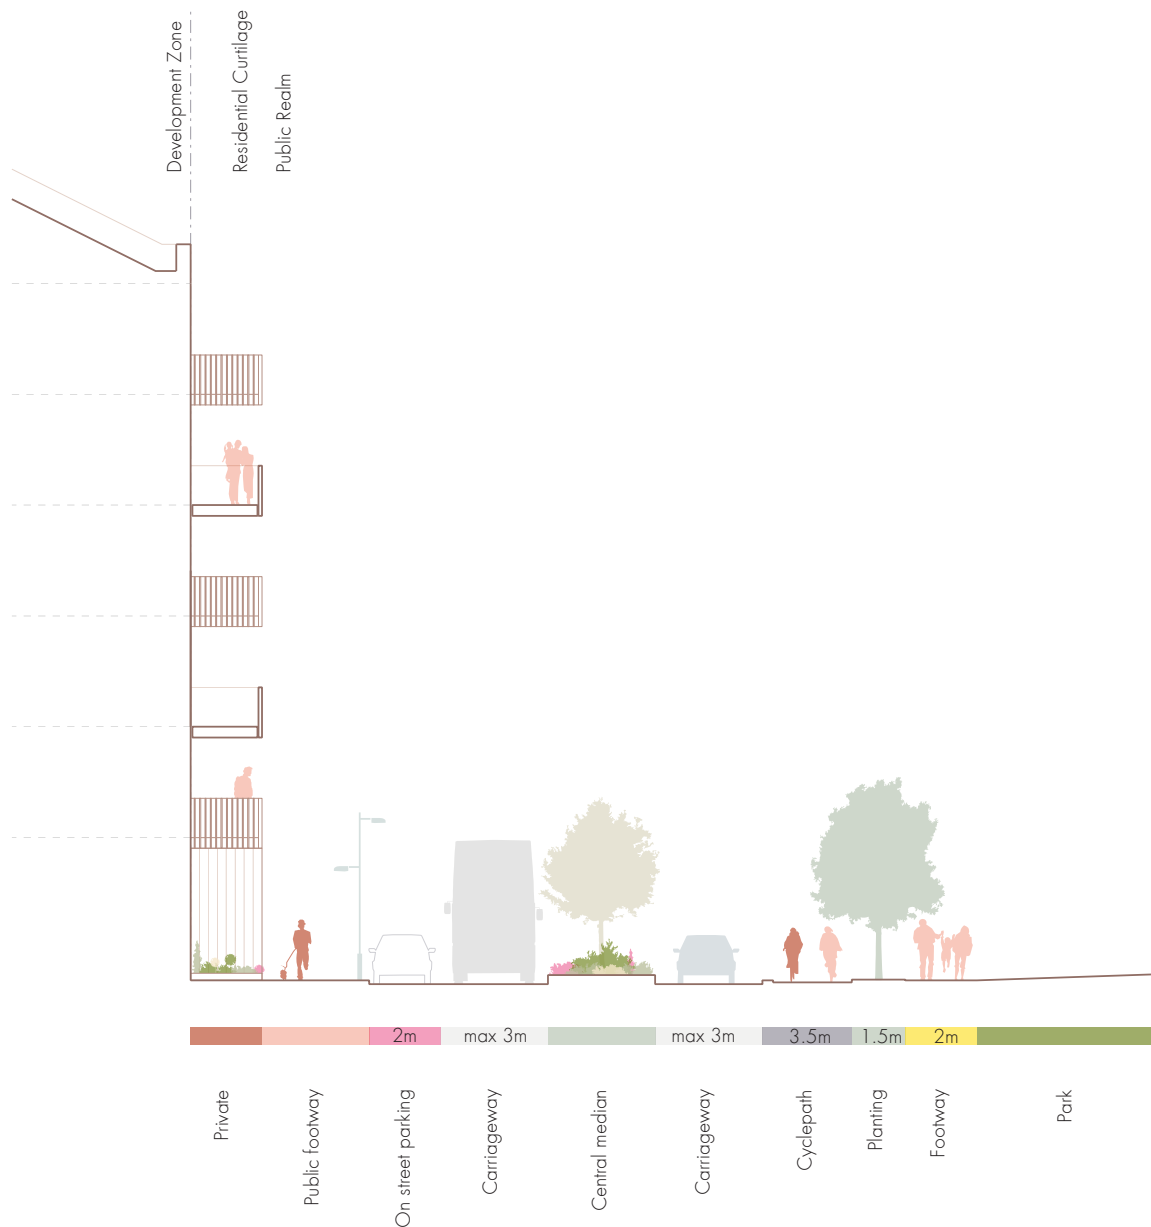 Development Zone
Residential Curtilage
Public Realm
2m
max 3m
max 3m
3.5m
1.5m
2m
Private
Public footway
On street parking
Carriageway
Central median
Carriageway
Cyclepath
Planting
Footway
Park